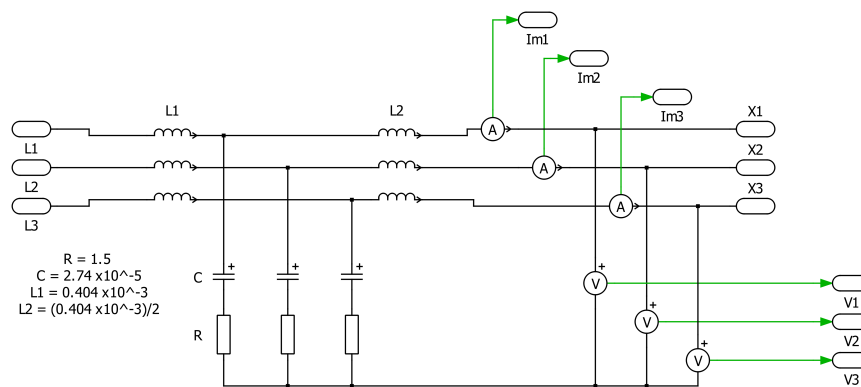 Im1
Im2
Im3
L1
L2
X1
A
L1
X2
A
L2
X3
A
L3
R = 1.5
C = 2.74 x10^-5
L1 = 0.404 x10^-3
L2 = (0.404 x10^-3)/2
+
+
+
C
+
V
V1
R
+
V
V2
+
V
V3